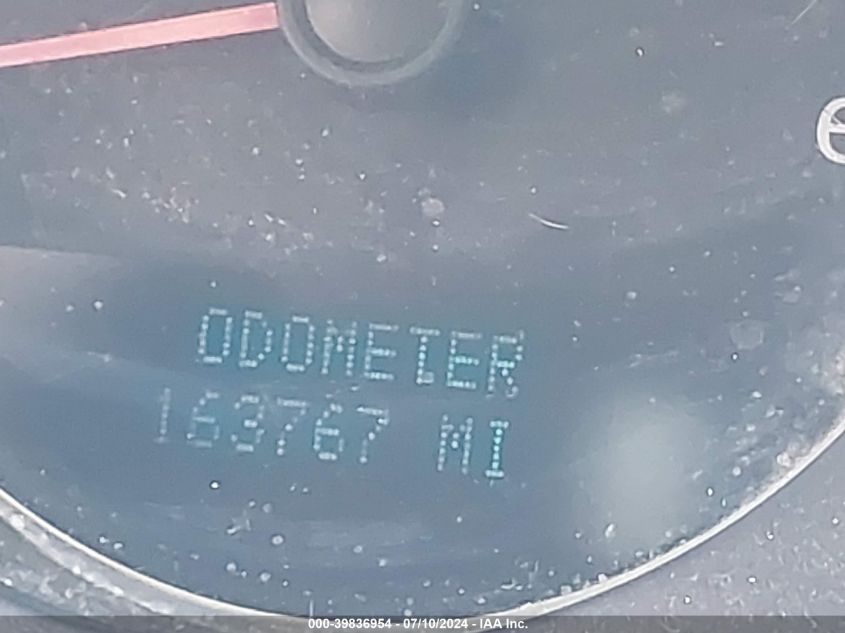 e
ODOMETER
163767 MI
000-39836954 - 07/10/2024 - IAA Inc.